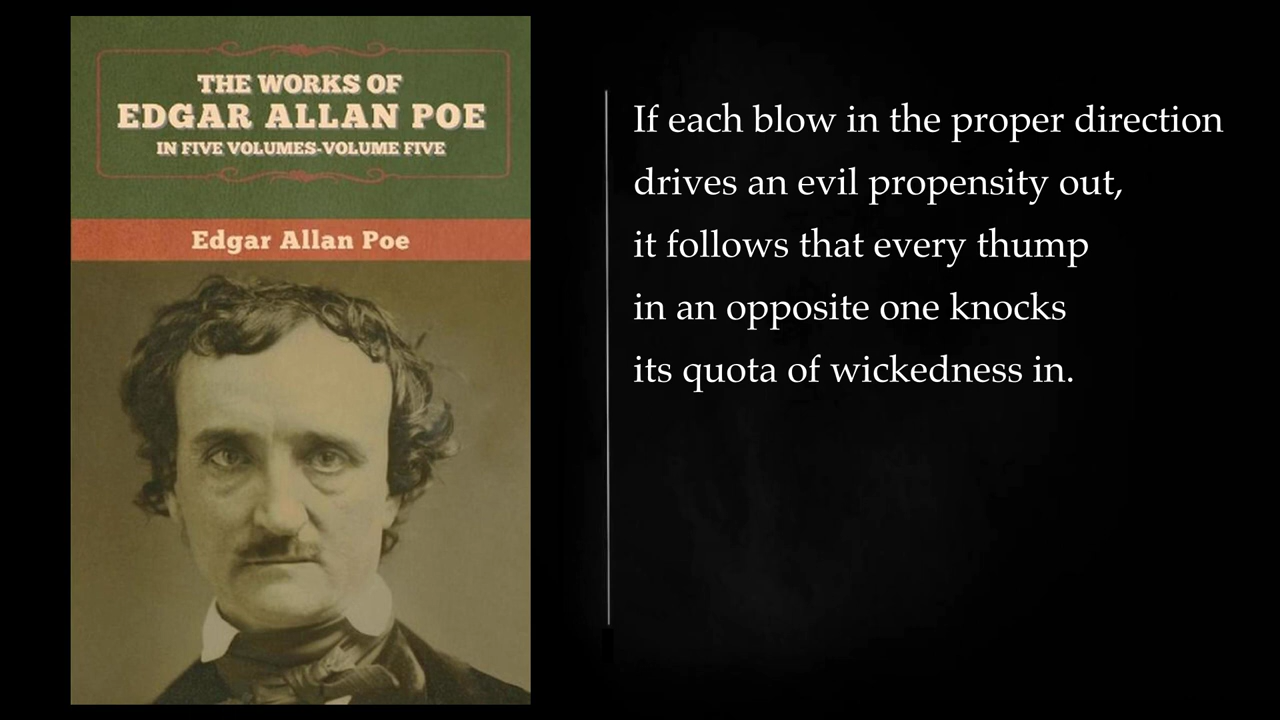 THE WORKS OF
EDGAR ALLAN POE
IN FIVE VOLUMES-VOLUME FIVE
Edgar Allan Poe
If each blow in the proper direction
drives an evil propensity out,
it follows that every thump
in an opposite one knocks
its quota of wickedness in.